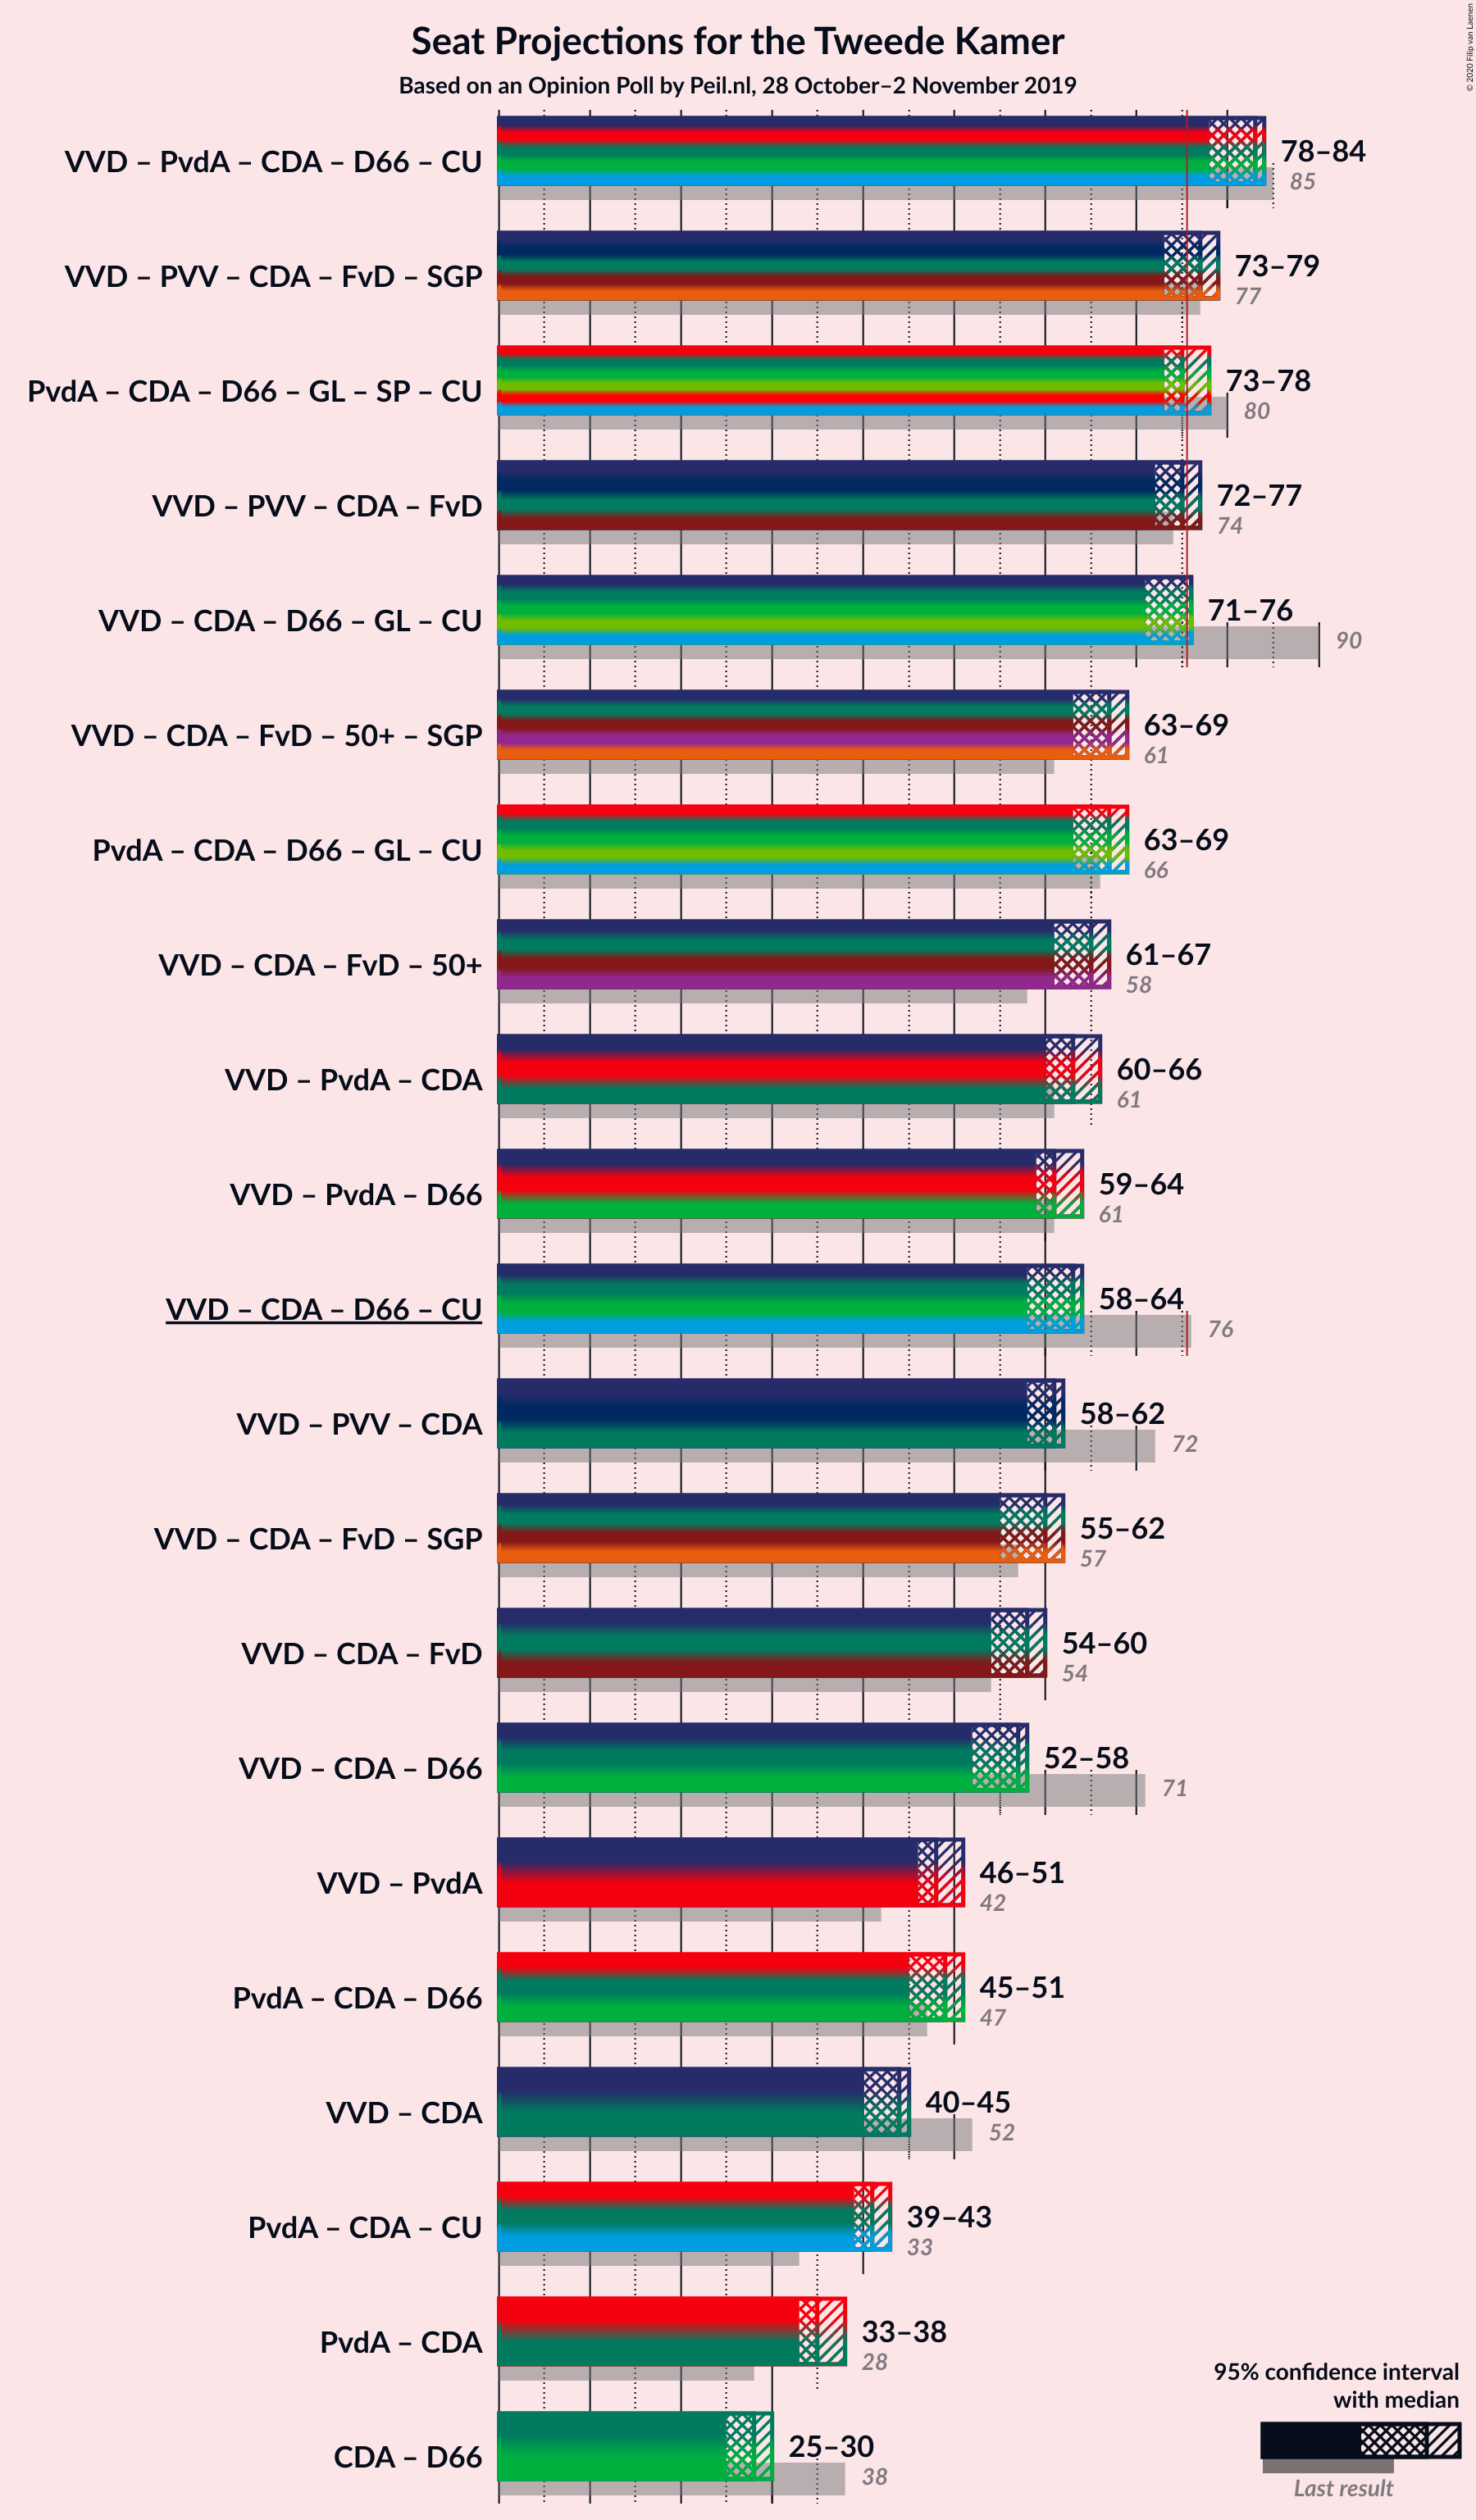 Seat Projections for the Tweede Kamer
Based on an Opinion Poll by Peil.nl, 28 October–2 November 2019
© 2020 Filip van Laenen
VVD – PvdA – CDA – D66 – CU
78–84
85
VVD – PVV – CDA – FvD – SGP
73–79
77
PvdA – CDA – D66 – GL – SP – CU
73–78
80
VVD – PVV – CDA – FvD
72–77
74
VVD – CDA – D66 – GL – CU
71–76
90
VVD – CDA – FvD – 50+ – SGP
63–69
61
PvdA – CDA – D66 – GL – CU
63–69
66
VVD – CDA – FvD – 50+
61–67
58
VVD – PvdA – CDA
60–66
61
VVD – PvdA – D66
59–64
61
VVD – CDA – D66 – CU
58–64
76
VVD – PVV – CDA
58–62
72
VVD – CDA – FvD – SGP
55–62
57
VVD – CDA – FvD
54–60
54
VVD – CDA – D66
52–58
71
VVD – PvdA
46–51
42
PvdA – CDA – D66
45–51
47
VVD – CDA
40–45
52
PvdA – CDA – CU
39–43
33
PvdA – CDA
33–38
28
CDA – D66
25–30
38
95% confidence interval
with median
Last result